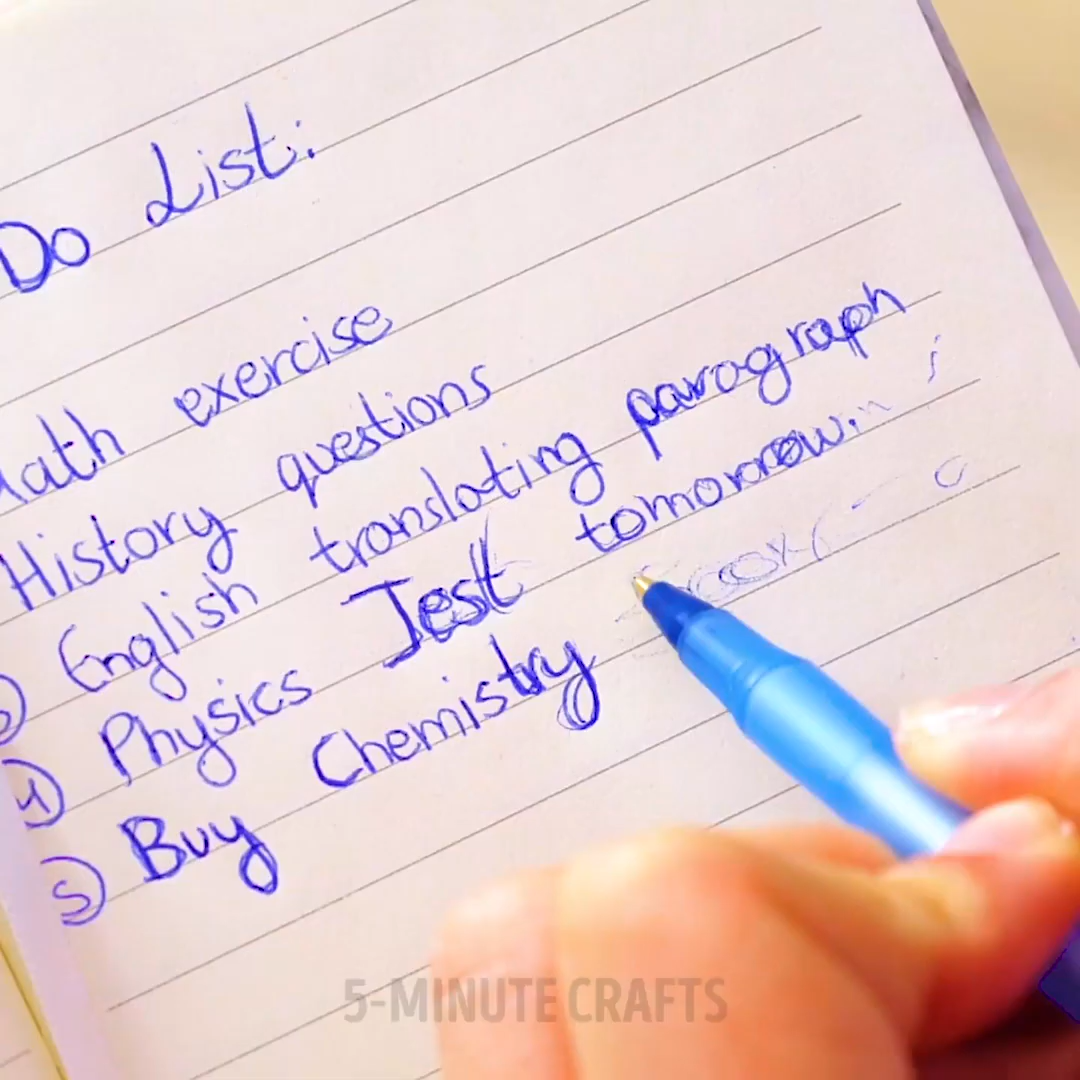 Do List:
Math exercise
History questions
English translating paragraph
4) Physics Test tomorrow.
5) Buy Chemistry
5-MINUTE CRAFTS